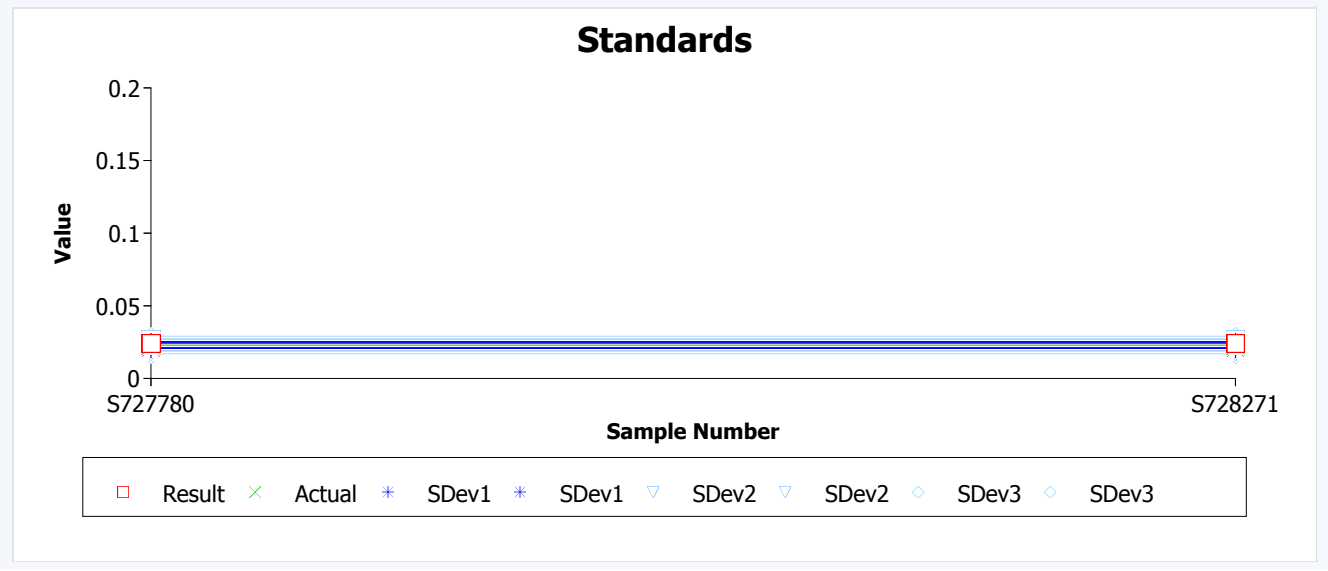 Standards
0.2
0.15
0.1
0.05
0
Value
S727780 S728271
Sample Number
Result Actual SDev1 SDev1 SDev2 SDev2 SDev3 SDev3